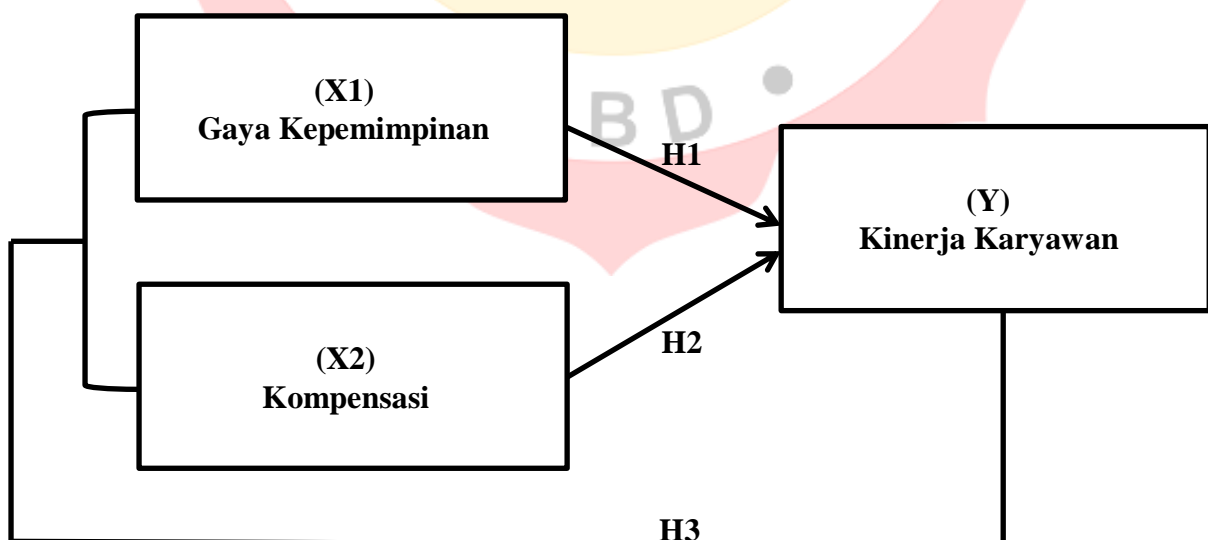 (X1)
Gaya Kepemimpinan
B D
H1
(Y)
Kinerja Karyawan
(X2)
Kompensasi
H2
H3